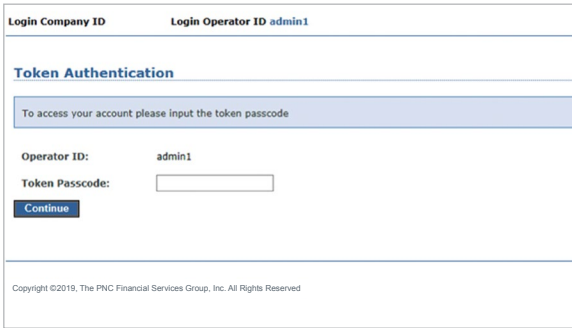 Login Company ID Login Operator ID admin1
Token Authentication
To access your account please input the token passcode
Operator ID: admin1
Token Passcode:
Continue
Copyright ©2019, The PNC Financial Services Group, Inc. All Rights Reserved